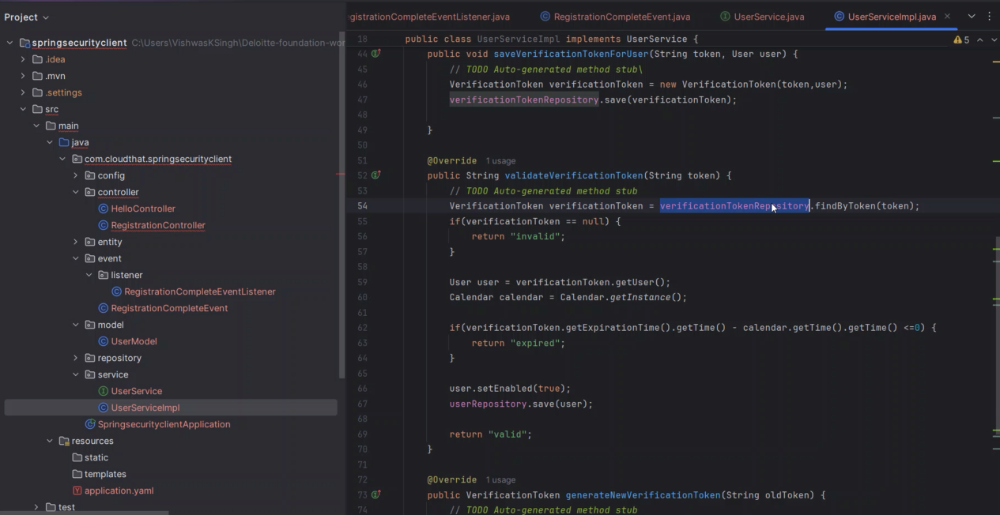 Project
springsecurityclient C:\Users\VishwasKSingh\Deloitte-foundation-wor
.idea
.mvn
.settings
src
main
java
com.cloudthat.springsecurityclient
config
controller
HelloController
RegistrationController
entity
event
listener
RegistrationCompleteEventListener
RegistrationCompleteEvent
model
UserModel
repository
service
UserService
UserServiceImpl
SpringsecurityclientApplication
resources
static
templates
application.yaml
test
gistrationCompleteEventListener.java RegistrationCompleteEvent.java UserService.java UserServiceImpl.java
18 public class UserServiceImpl implements UserService { 5
44 public void saveVerificationTokenForUser(String token, User user) {
45 // TODO Auto-generated method stub\
46 VerificationToken verificationToken = new VerificationToken(token,user);
47 verificationTokenRepository.save(verificationToken);
48
49 }
50
51 @Override 1 usage
52 public String validateVerificationToken(String token) {
53 // TODO Auto-generated method stub
54 VerificationToken verificationToken = verificationTokenRepository.findByToken(token);
55 if(verificationToken == null) {
56 return "invalid";
57 }
58
59 User user = verificationToken.getUser();
60 Calendar calendar = Calendar.getInstance();
61
62 if(verificationToken.getExpirationTime().getTime() - calendar.getTime().getTime() <=0) {
63 return "expired";
64 }
65
66 user.setEnabled(true);
67 userRepository.save(user);
68
69 return "valid";
70 }
71
72 @Override 1 usage
73 public VerificationToken generateNewVerificationToken(String oldToken) {
74 // TODO Auto-generated method stub